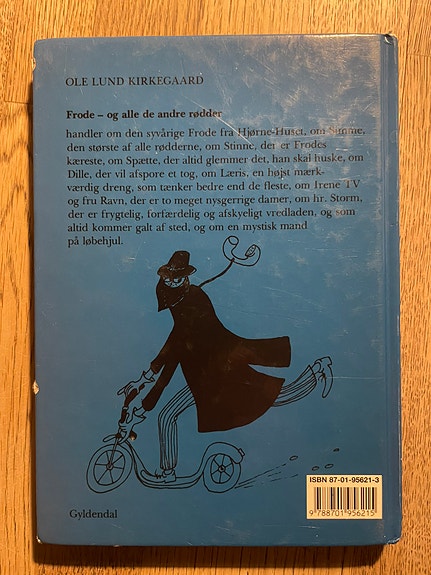 OLE LUND KIRKEGAARD
Frode – og alle de andre rødder
handler om den syvårige Frode fra Hjørne-Huset, om Simme,
den største af alle rødderne, om Stinne, der er Frodes
kæreste, om Spætte, der altid glemmer det, han skal huske, om
Dille, der vil afspore et tog, om Læris, en højst mærk-
værdig dreng, som tænker bedre end de fleste, om Irene TV
og fru Ravn, der er to meget nysgerrige damer, om hr. Storm,
der er frygtelig, forfærdelig og afskyeligt vredladen, og som
altid kommer galt af sted, og om en mystisk mand
på løbehjul.
ISBN 87-01-95621-3
9 788701 956215
Gyldendal